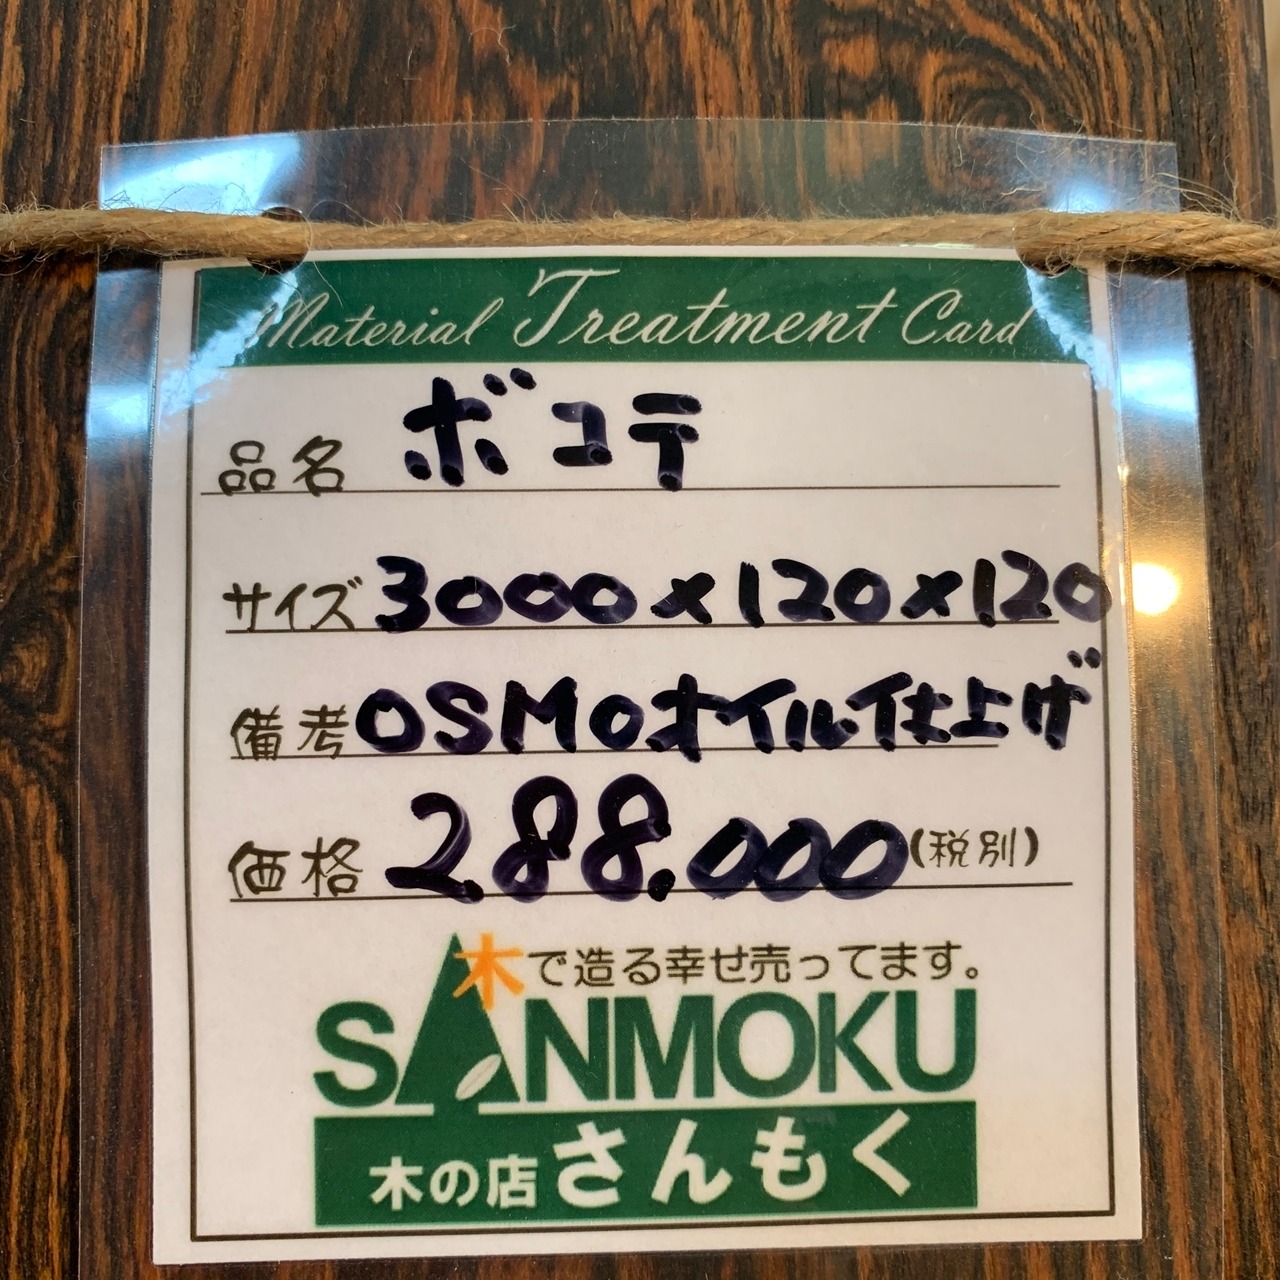 Material Treatment Card
品名 ボコテ
サイズ 3000×120×120
備考 OSMOオイル仕上げ
価格 288.000(税別)
木で造る幸せ売ってます。
SANMOKU
木の店さんもく